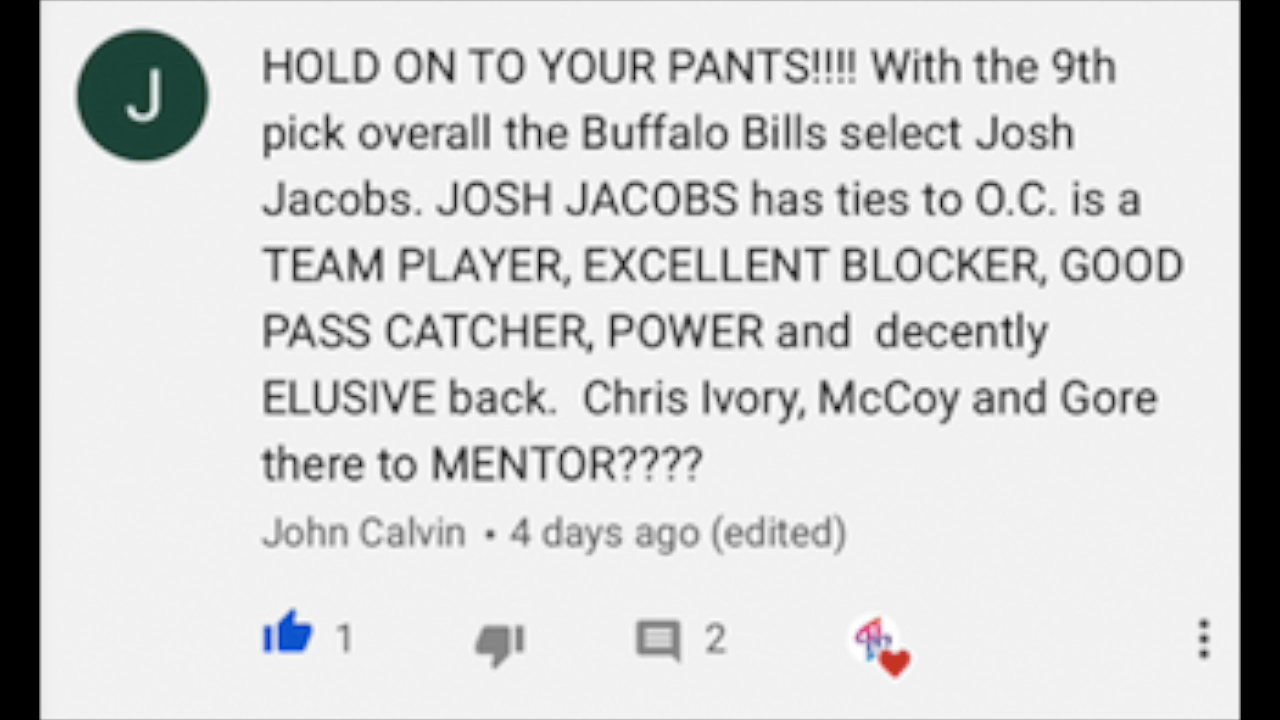 J
HOLD ON TO YOUR PANTS!!!! With the 9th
pick overall the Buffalo Bills select Josh
Jacobs. JOSH JACOBS has ties to O.C. is a
TEAM PLAYER, EXCELLENT BLOCKER, GOOD
PASS CATCHER, POWER and  decently
ELUSIVE back.  Chris Ivory, McCoy and Gore
there to MENTOR????
John Calvin • 4 days ago (edited)
1 2